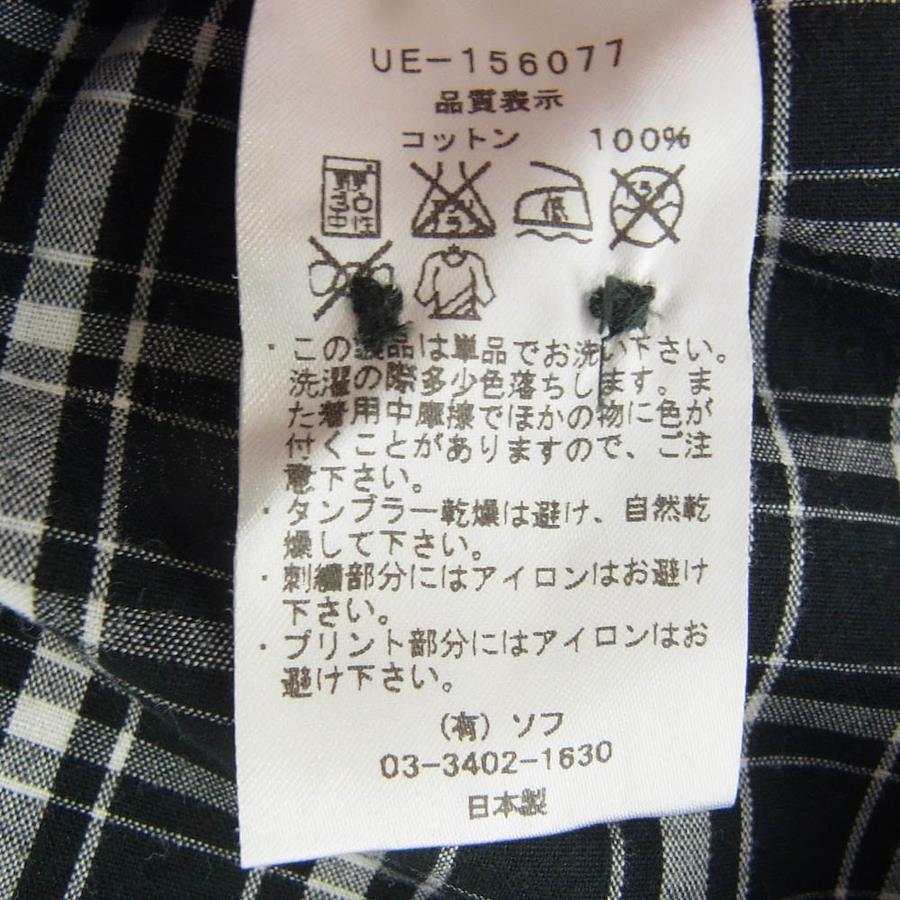 UE-156077
品質表示
コットン 100%
弱
30
中性
低
・この製品は単品でお洗い下さい。
洗濯の際多少色落ちします。ま
た着用中摩擦でほかの物に色が
付くことがありますので、ご注
意下さい。
・タンブラー乾燥は避け、自然乾
燥して下さい。
・刺繍部分にはアイロンはお避け
下さい。
・プリント部分にはアイロンはお
避け下さい。
(有)ソフ
03-3402-1630
日本製